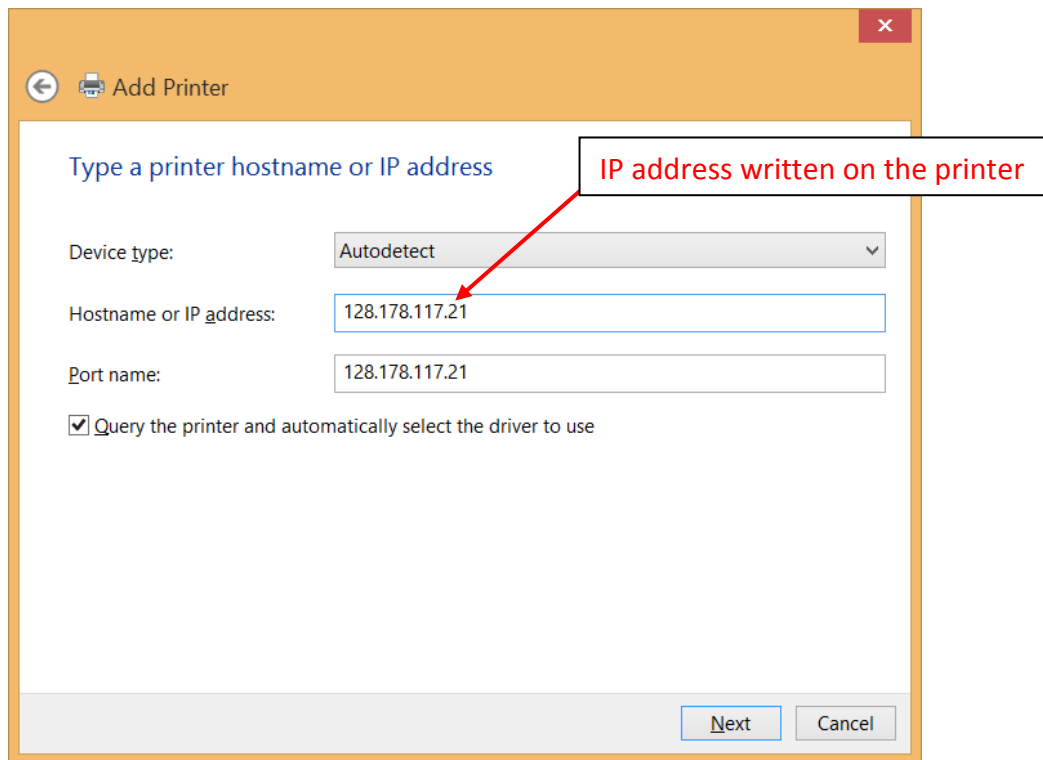 Add Printer
Type a printer hostname or IP address
IP address written on the printer
Device type:
Autodetect
Hostname or IP address:
128.178.117.21
Port name:
128.178.117.21
Query the printer and automatically select the driver to use
Next
Cancel